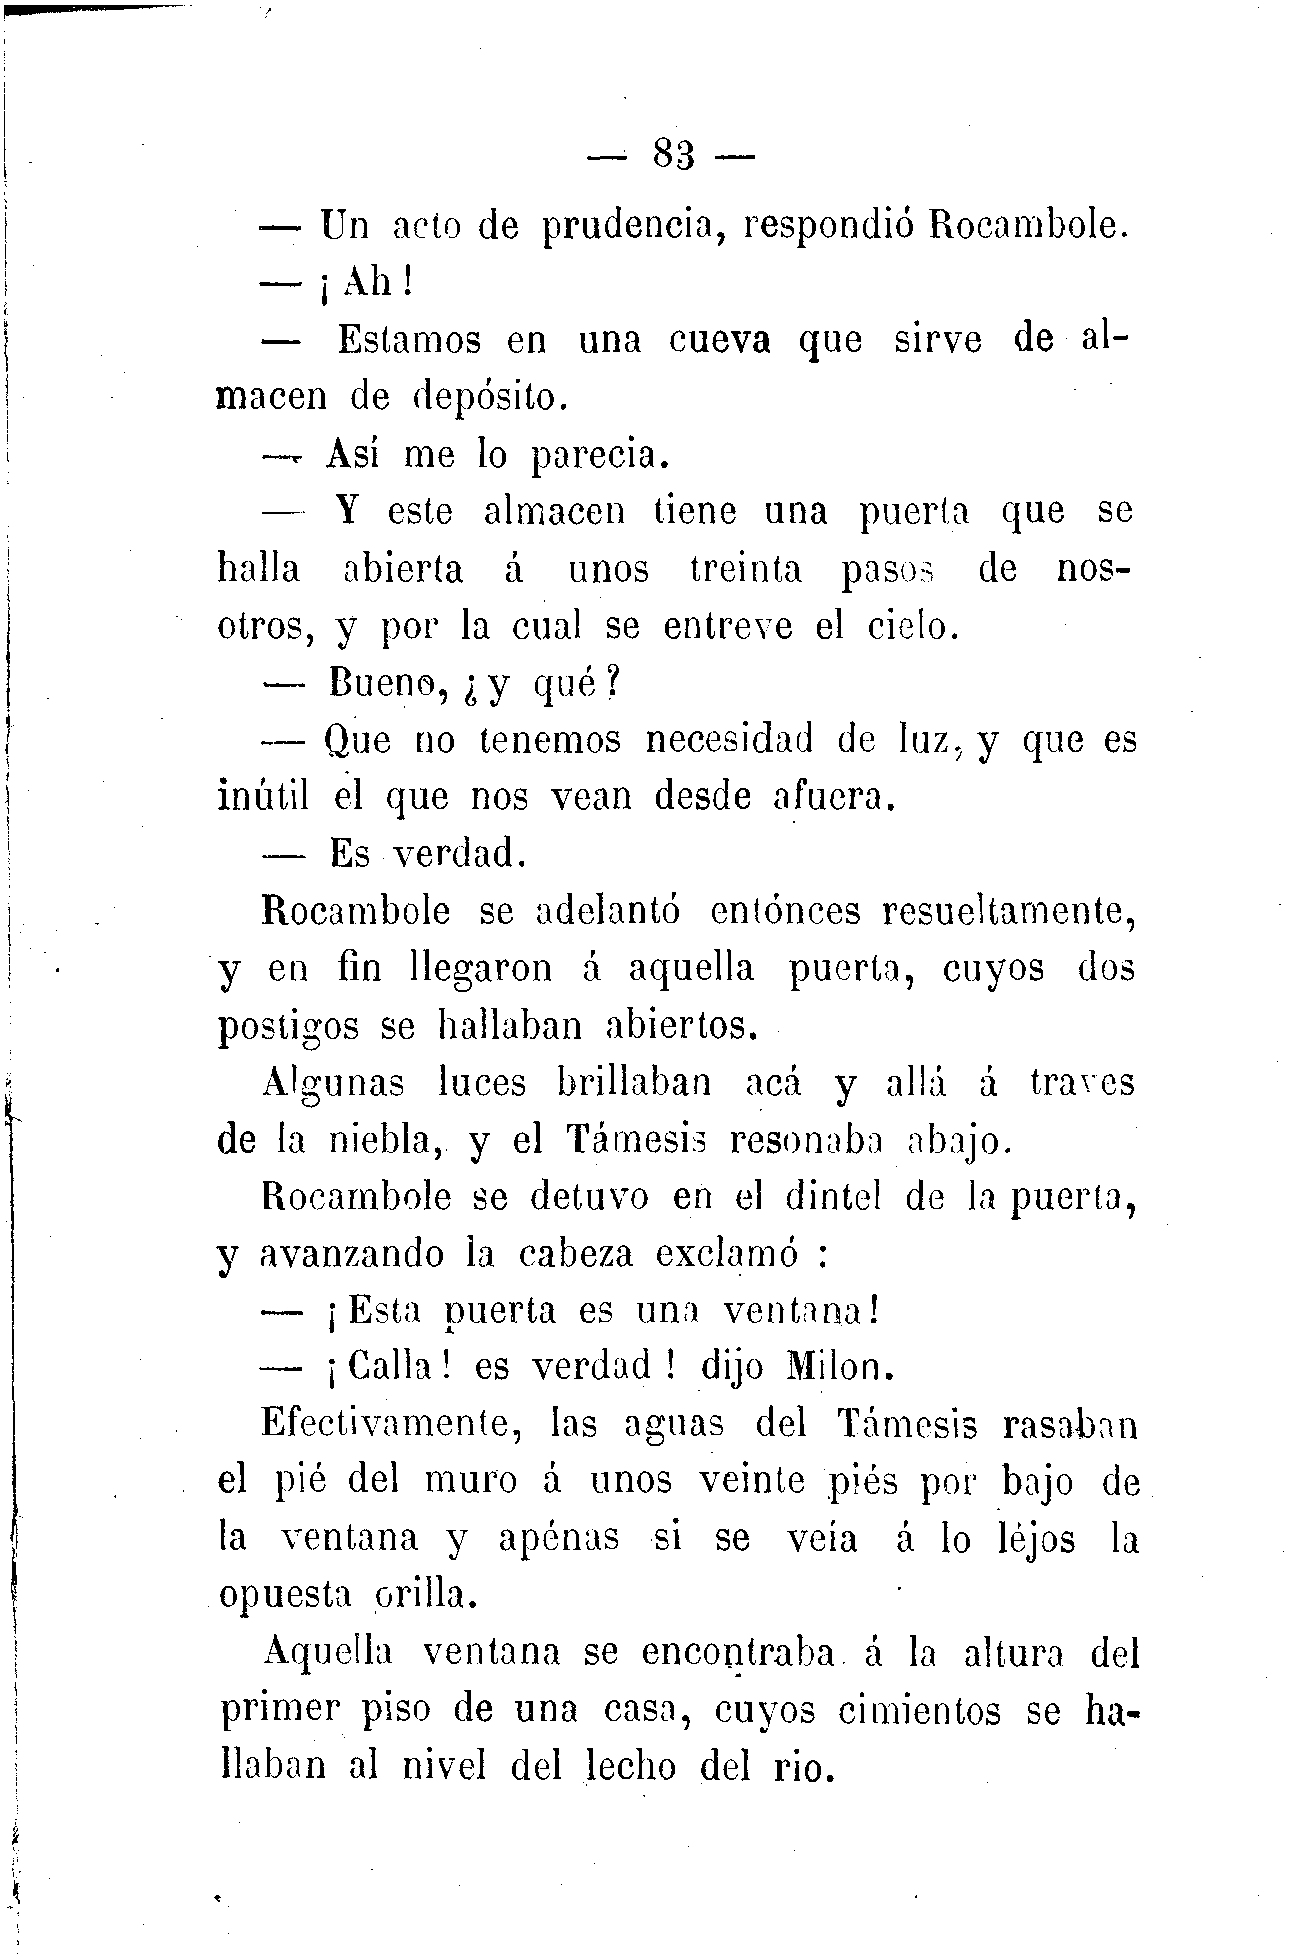 — 83 —
— Un acto de prudencia, respondió Rocambole.
— ¡ Ah !
— Estamos en una cueva que sirve de al-
macen de depósito.
— Así me lo parecia.
— Y este almacen tiene una puerta que se
halla abierta á unos treinta pasos de nos-
otros, y por la cual se entreve el cielo.
— Bueno, ¿ y qué ?
— Que no tenemos necesidad de luz, y que es
inútil el que nos vean desde afuera.
— Es verdad.
Rocambole se adelantó entónces resueltamente,
y en fin llegaron á aquella puerta, cuyos dos
postigos se hallaban abiertos.
Algunas luces brillaban acá y allá á traves
de la niebla, y el Támesis resonaba abajo.
Rocambole se detuvo en el dintel de la puerta,
y avanzando la cabeza exclamó :
— ¡ Esta puerta es una ventana!
— ¡ Calla ! es verdad ! dijo Milon.
Efectivamente, las aguas del Támesis rasaban
el pié del muro á unos veinte piés por bajo de
la ventana y apénas si se veía á lo léjos la
opuesta orilla.
Aquella ventana se encontraba á la altura del
primer piso de una casa, cuyos cimientos se ha-
llaban al nivel del lecho del rio.